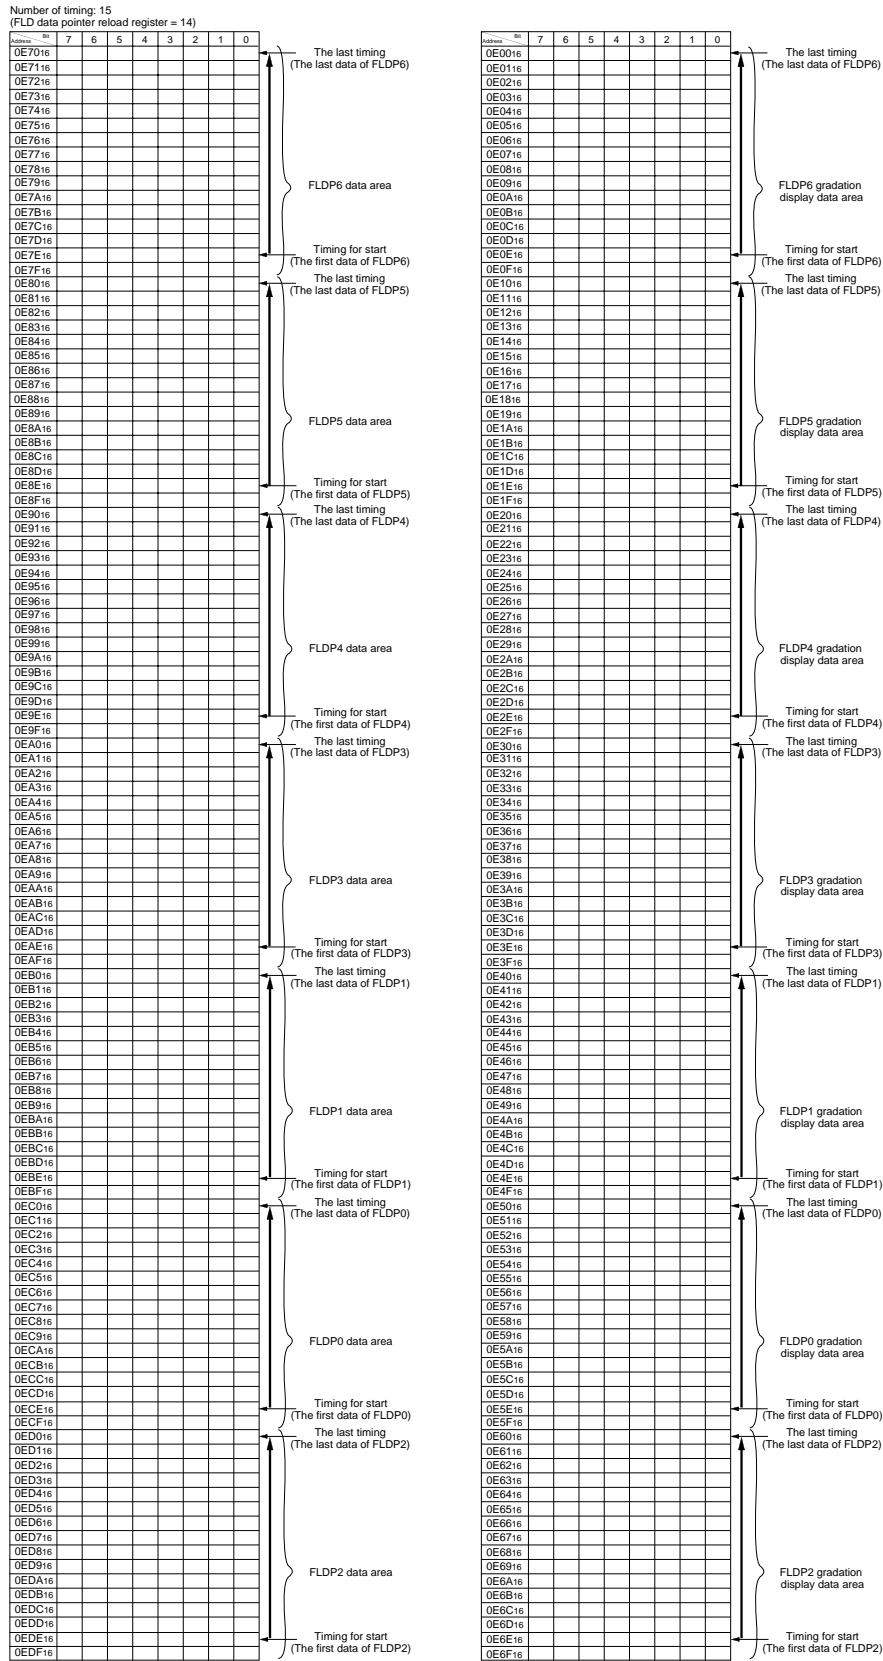 Number of timing: 15
(FLD data pointer reload register = 14)
Bit
Address 7 6 5 4 3 2 1 0
0E7016
0E7116
0E7216
0E7316
0E7416
0E7516
0E7616
0E7716
0E7816
0E7916
0E7A16
0E7B16
0E7C16
0E7D16
0E7E16
0E7F16
The last timing
(The last data of FLDP6)
FLDP6 data area
Timing for start
(The first data of FLDP6)
0E8016
0E8116
0E8216
0E8316
0E8416
0E8516
0E8616
0E8716
0E8816
0E8916
0E8A16
0E8B16
0E8C16
0E8D16
0E8E16
0E8F16
The last timing
(The last data of FLDP5)
FLDP5 data area
Timing for start
(The first data of FLDP5)
0E9016
0E9116
0E9216
0E9316
0E9416
0E9516
0E9616
0E9716
0E9816
0E9916
0E9A16
0E9B16
0E9C16
0E9D16
0E9E16
0E9F16
The last timing
(The last data of FLDP4)
FLDP4 data area
Timing for start
(The first data of FLDP4)
0EA016
0EA116
0EA216
0EA316
0EA416
0EA516
0EA616
0EA716
0EA816
0EA916
0EAA16
0EAB16
0EAC16
0EAD16
0EAE16
0EAF16
The last timing
(The last data of FLDP3)
FLDP3 data area
Timing for start
(The first data of FLDP3)
0EB016
0EB116
0EB216
0EB316
0EB416
0EB516
0EB616
0EB716
0EB816
0EB916
0EBA16
0EBB16
0EBC16
0EBD16
0EBE16
0EBF16
The last timing
(The last data of FLDP1)
FLDP1 data area
Timing for start
(The first data of FLDP1)
0EC016
0EC116
0EC216
0EC316
0EC416
0EC516
0EC616
0EC716
0EC816
0EC916
0ECA16
0ECB16
0ECC16
0ECD16
0ECE16
0ECF16
The last timing
(The last data of FLDP0)
FLDP0 data area
Timing for start
(The first data of FLDP0)
0ED016
0ED116
0ED216
0ED316
0ED416
0ED516
0ED616
0ED716
0ED816
0ED916
0EDA16
0EDB16
0EDC16
0EDD16
0EDE16
0EDF16
The last timing
(The last data of FLDP2)
FLDP2 data area
Timing for start
(The first data of FLDP2)
Bit
Address 7 6 5 4 3 2 1 0
0E0016
0E0116
0E0216
0E0316
0E0416
0E0516
0E0616
0E0716
0E0816
0E0916
0E0A16
0E0B16
0E0C16
0E0D16
0E0E16
0E0F16
The last timing
(The last data of FLDP6)
FLDP6 gradation
display data area
Timing for start
(The first data of FLDP6)
0E1016
0E1116
0E1216
0E1316
0E1416
0E1516
0E1616
0E1716
0E1816
0E1916
0E1A16
0E1B16
0E1C16
0E1D16
0E1E16
0E1F16
The last timing
(The last data of FLDP5)
FLDP5 gradation
display data area
Timing for start
(The first data of FLDP5)
0E2016
0E2116
0E2216
0E2316
0E2416
0E2516
0E2616
0E2716
0E2816
0E2916
0E2A16
0E2B16
0E2C16
0E2D16
0E2E16
0E2F16
The last timing
(The last data of FLDP4)
FLDP4 gradation
display data area
Timing for start
(The first data of FLDP4)
0E3016
0E3116
0E3216
0E3316
0E3416
0E3516
0E3616
0E3716
0E3816
0E3916
0E3A16
0E3B16
0E3C16
0E3D16
0E3E16
0E3F16
The last timing
(The last data of FLDP3)
FLDP3 gradation
display data area
Timing for start
(The first data of FLDP3)
0E4016
0E4116
0E4216
0E4316
0E4416
0E4516
0E4616
0E4716
0E4816
0E4916
0E4A16
0E4B16
0E4C16
0E4D16
0E4E16
0E4F16
The last timing
(The last data of FLDP1)
FLDP1 gradation
display data area
Timing for start
(The first data of FLDP1)
0E5016
0E5116
0E5216
0E5316
0E5416
0E5516
0E5616
0E5716
0E5816
0E5916
0E5A16
0E5B16
0E5C16
0E5D16
0E5E16
0E5F16
The last timing
(The last data of FLDP0)
FLDP0 gradation
display data area
Timing for start
(The first data of FLDP0)
0E6016
0E6116
0E6216
0E6316
0E6416
0E6516
0E6616
0E6716
0E6816
0E6916
0E6A16
0E6B16
0E6C16
0E6D16
0E6E16
0E6F16
The last timing
(The last data of FLDP2)
FLDP2 gradation
display data area
Timing for start
(The first data of FLDP2)